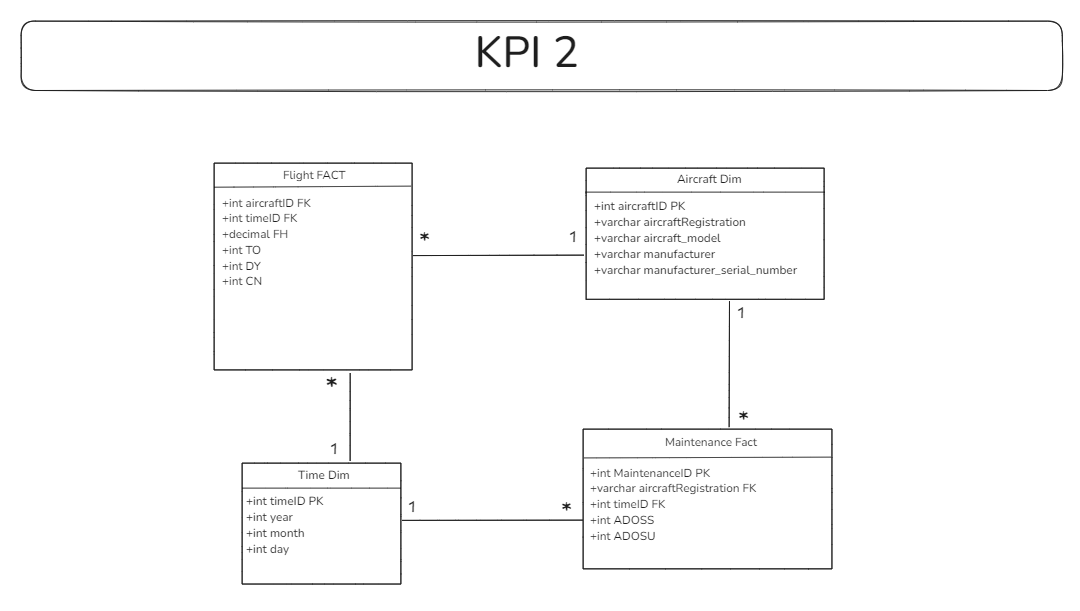 KPI 2
Flight FACT
+int aircraftID FK
+int timeID FK
+decimal FH
+int TO
+int DY
+int CN
*
1
Aircraft Dim
+int aircraftID PK
+varchar aircraftRegistration
+varchar aircraft_model
+varchar manufacturer
+varchar manufacturer_serial_number
1
*
*
1
Time Dim
+int timeID PK
+int year
+int month
+int day
1
*
Maintenance Fact
+int MaintenanceID PK
+varchar aircraftRegistration FK
+int timeID FK
+int ADOSS
+int ADOSU